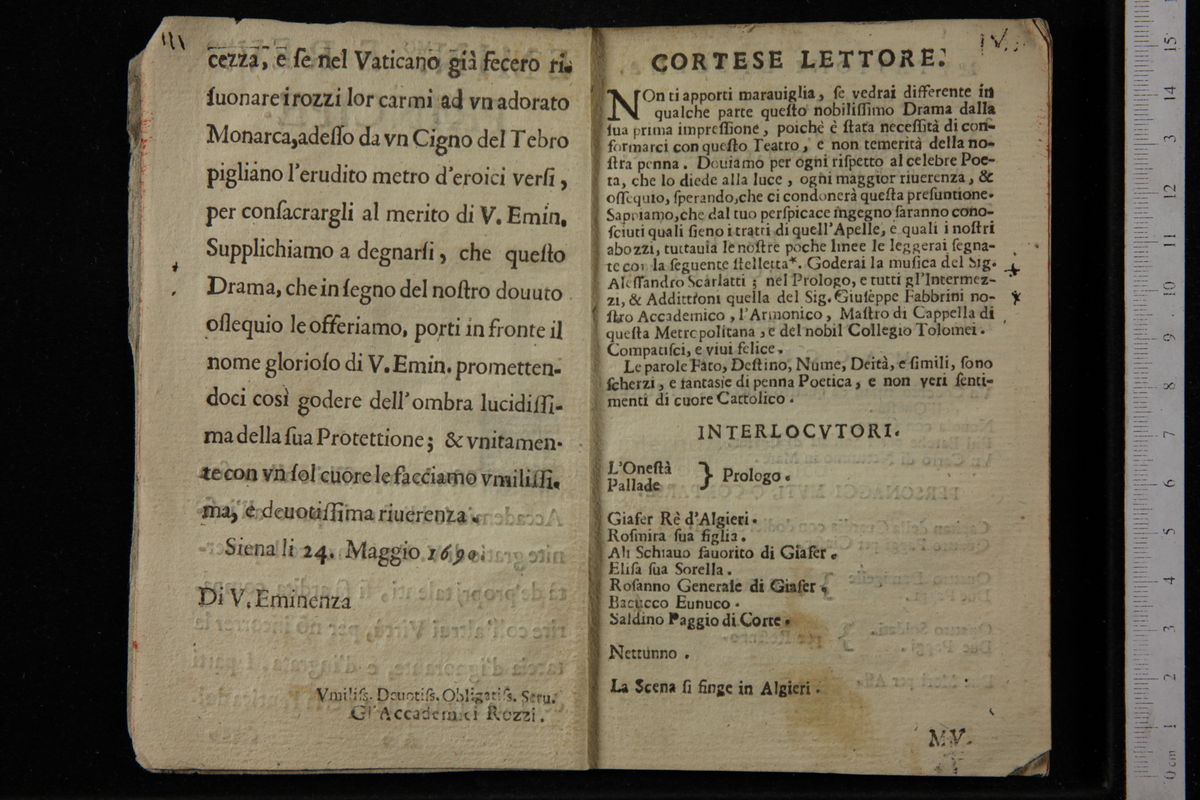 cezza, e ſe nel Vaticano già fecero ri-
ſuonare i rozzi lor carmi ad vn adorato
Monarca, adeſſo da vn Cigno del Tebro
pigliano l'erudito metro d'eroici verſi,
per conſacrargli al merito di V. Emin.
Supplichiamo a degnarſi, che queſto
Drama, che in ſegno del noſtro douuto
oſſequio le offeriamo, porti in fronte il
nome glorioſo di V. Emin. prometten-
doci così godere dell'ombra lucidiſſi-
ma della ſua Protettione; & vnitamen-
te con vn ſol cuore le facciamo vmiliſſi-
ma, e deuotiſſima riuerenza.
Siena li 24. Maggio 1690.
Di V. Eminenza
Vmiliſs. Deuotiſs. Obligatiſs. Seru.
Gl'Accademici Rozzi.
IV.
CORTESE LETTORE.
NOn ti apporti marauiglia, ſe vedrai differente in
qualche parte queſto nobiliſſimo Drama dalla
ſua prima impreſſione, poichè è ſtata neceſſità di con-
formarci con queſto Teatro, e non temerità della no-
ſtra penna. Douiamo per ogni riſpetto al celebre Poe-
ta, che lo diede alla luce, ogni maggior riuerenza, &
oſſequio, ſperando, che ci condonerà queſta preſuntione.
Sappiamo, che dal tuo perſpicace ingegno ſaranno cono-
ſciuti quali ſieno i tratti di quell'Apelle, e quali i noſtri
abozzi, tuttauia le noſtre poche linee le leggerai ſegna-
te con la ſeguente ſtelletta*. Goderai la muſica del Sig.
Aleſſandro Scarlatti; nel Prologo, e tutti gl'Intermez-
zi, & Addittioni quella del Sig. Giuſeppe Fabbrini no-
ſtro Accademico, l'Armonico, Maſtro di Cappella di
queſta Metropolitana, e del nobil Collegio Tolomei.
Compatiſci, e viui felice.
Le parole Fato, Deſtino, Nume, Deità, e ſimili, ſono
ſcherzi, e fantaſie di penna Poetica, e non veri ſenti-
menti di cuore Cattolico.
INTERLOCVTORI.
L'Oneſtà
Pallade } Prologo.
Giafer Rè d'Algieri.
Roſmira ſua figlia.
Alì Schiauo fauorito di Giafer.
Eliſa ſua Sorella.
Roſanno Generale di Giafer.
Bacucco Eunuco.
Saldino Paggio di Corte.
Nettunno.
La Scena ſi finge in Algieri.
MV.